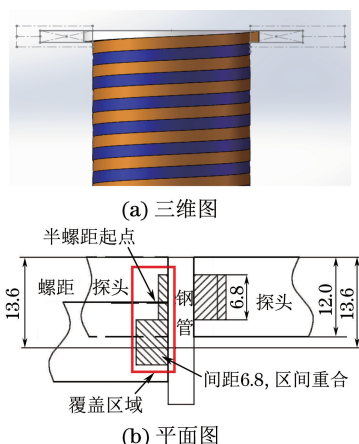 (a) 三维图
半螺距起点
螺距
探头
钢管
探头
13.6
6.8
12.0
13.6
间距6.8, 区间重合
覆盖区域
(b) 平面图